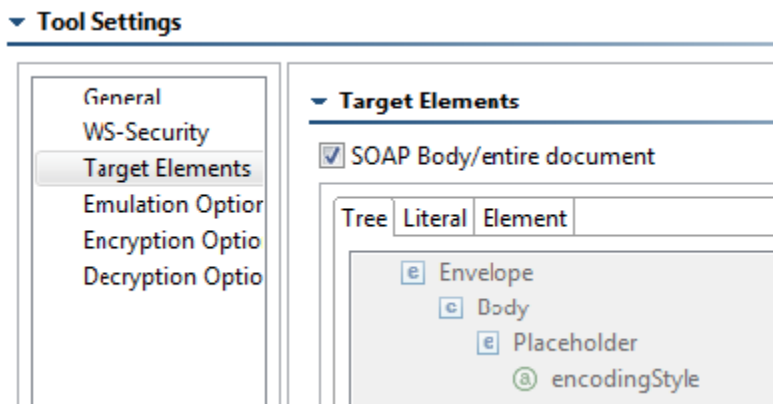 Tool Settings
General
WS-Security
Target Elements
Emulation Option
Encryption Optio
Decryption Optio
Target Elements
SOAP Body/entire document
Tree Literal Element
e Envelope
c Body
e Placeholder
a encodingStyle